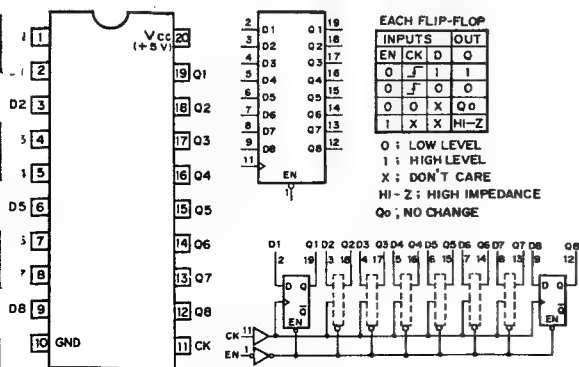 1
2
D2 3
4
5
D5 6
7
8
D8 9
10 GND
VCC 20
(+5V)
19 Q1
18 Q2
17 Q3
16 Q4
15 Q5
14 Q6
13 Q7
12 Q8
11 CK
2 D1 Q1 19
3 D2 Q2 18
4 D3 Q3 17
5 D4 Q4 16
6 D5 Q5 15
7 D6 Q6 14
8 D7 Q7 13
9 D8 Q8 12
11
EN
1
EACH FLIP-FLOP
INPUTS OUT
EN CK D Q
0 1 1
0 0 0
0 0 X Qo
1 X X HI-Z
0 ; LOW LEVEL
1 ; HIGH LEVEL
X ; DON'T CARE
HI-Z ; HIGH IMPEDANCE
Qo ; NO CHANGE
D1 Q1 D2 Q2 D3 Q3 D4 Q4 D5 Q5 D6 Q6 D7 Q7 D8 Q8
2 19 3 18 4 17 5 16 6 15 7 14 8 13 9 12
D Q D Q
Q Q
EN EN
CK 11
EN 1